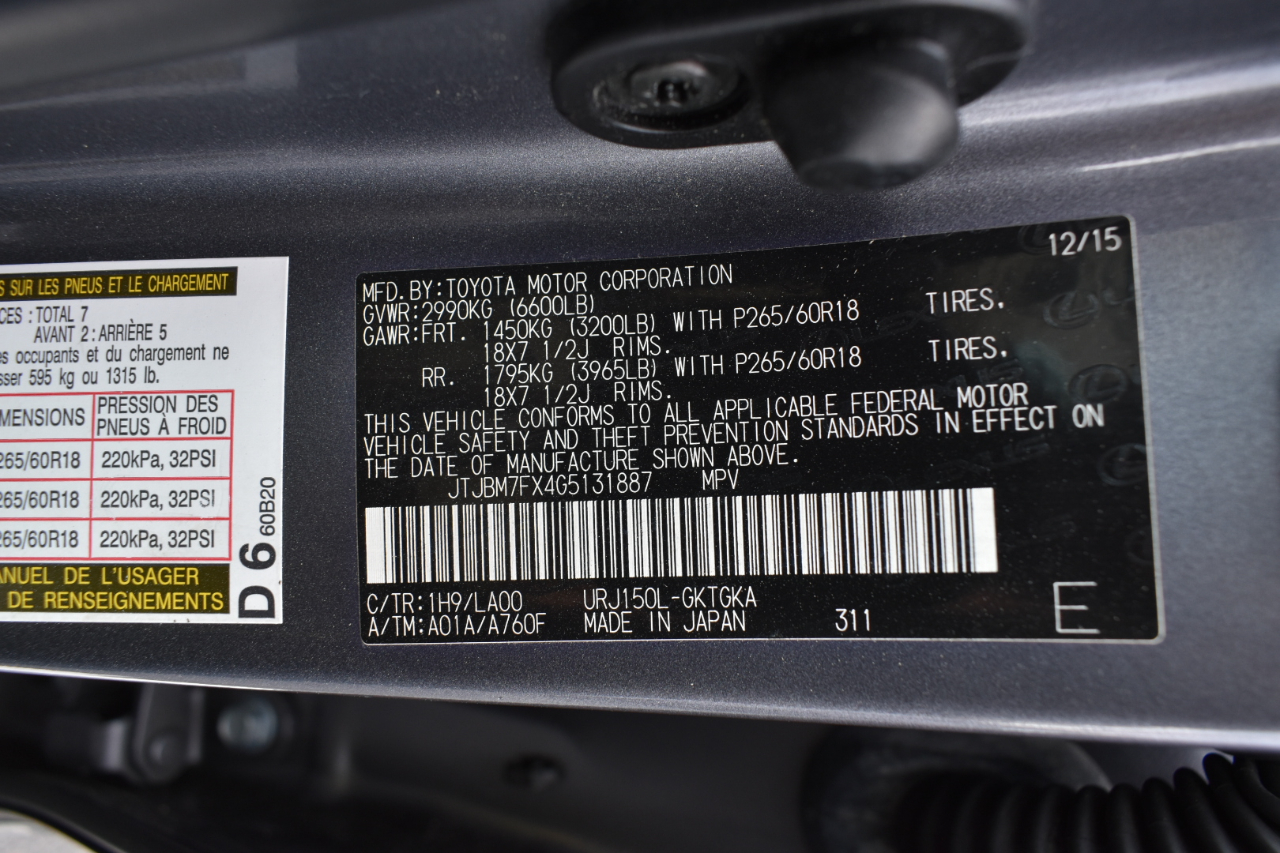 S SUR LES PNEUS ET LE CHARGEMENT
CES : TOTAL 7
AVANT 2 : ARRIÈRE 5
es occupants et du chargement ne
sser 595 kg ou 1315 lb.
MENSIONS PRESSION DES PNEUS À FROID
265/60R18 220kPa, 32PSI
265/60R18 220kPa, 32PSI
265/60R18 220kPa, 32PSI
ANUEL DE L'USAGER
DE RENSEIGNEMENTS
D 6 60B20
12/15
MFD.BY:TOYOTA MOTOR CORPORATION
GVWR:2990KG (6600LB)
GAWR:FRT. 1450KG (3200LB) WITH P265/60R18 TIRES.
18X7 1/2J RIMS.
RR. 1795KG (3965LB) WITH P265/60R18 TIRES.
18X7 1/2J RIMS.
THIS VEHICLE CONFORMS TO ALL APPLICABLE FEDERAL MOTOR
VEHICLE SAFETY AND THEFT PREVENTION STANDARDS IN EFFECT ON
THE DATE OF MANUFACTURE SHOWN ABOVE.
JTJBM7FX4G5131887 MPV
C/TR:1H9/LA00 URJ150L-GKTGKA
A/TM:A01A/A760F MADE IN JAPAN 311
E